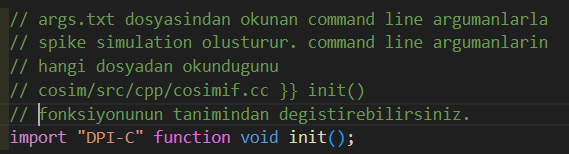 // args.txt dosyasindan okunan command line argumanlarla
// spike simulation olusturur. command line argumanlarin
// hangi dosyadan okundugunu
// cosim/src/cpp/cosimif.cc }} init()
// fonksiyonunun tanimindan degistirebilirsiniz.
import "DPI-C" function void init();